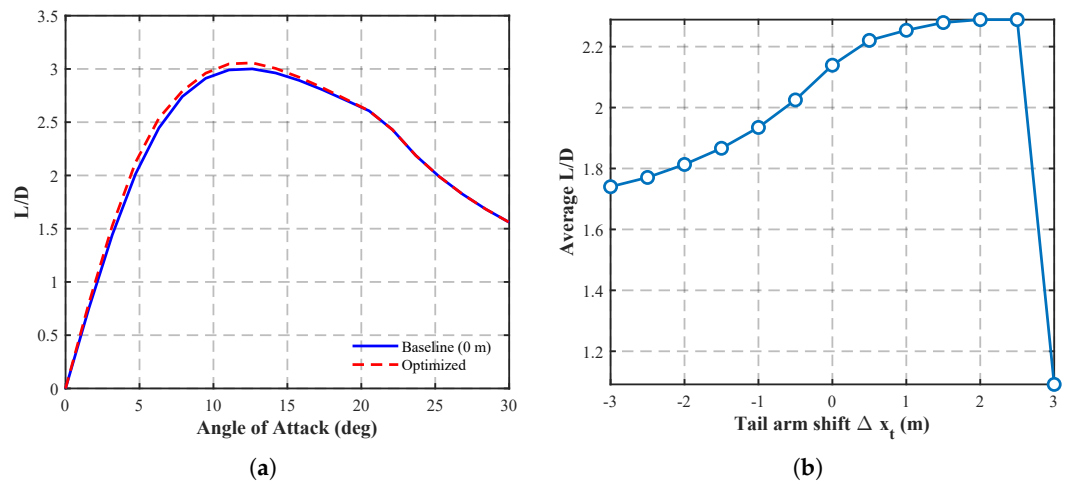 3.5
3
2.5
2
1.5
1
0.5
0
L/D
0 5 10 15 20 25 30
Angle of Attack (deg)
Baseline (0 m)
Optimized
(a)
2.2
2
1.8
1.6
1.4
1.2
Average L/D
-3 -2 -1 0 1 2 3
Tail arm shift Δ x_t (m)
(b)